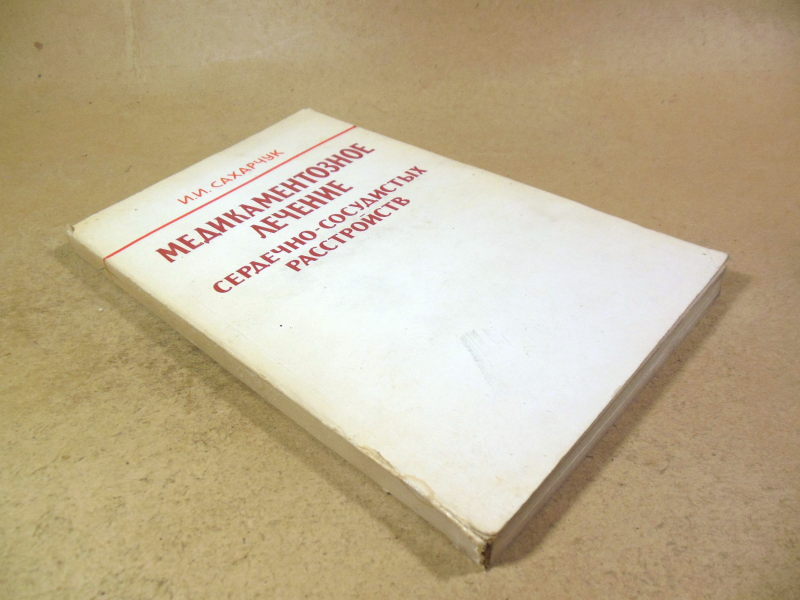 И.И. САХАРЧУК
МЕДИКАМЕНТОЗНОЕ
ЛЕЧЕНИЕ
СЕРДЕЧНО-СОСУДИСТЫХ
РАССТРОЙСТВ